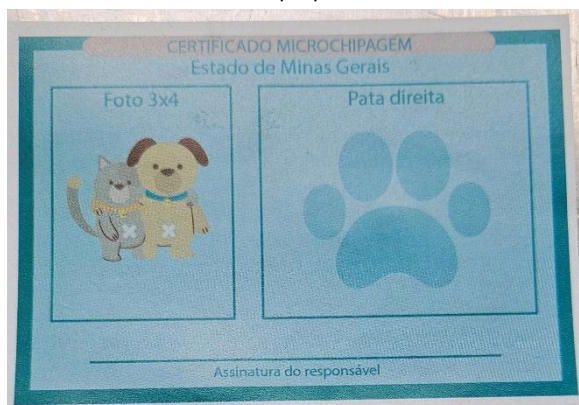 CERTIFICADO MICROCHIPAGEM
Estado de Minas Gerais
Foto 3x4
Pata direita
Assinatura do responsável